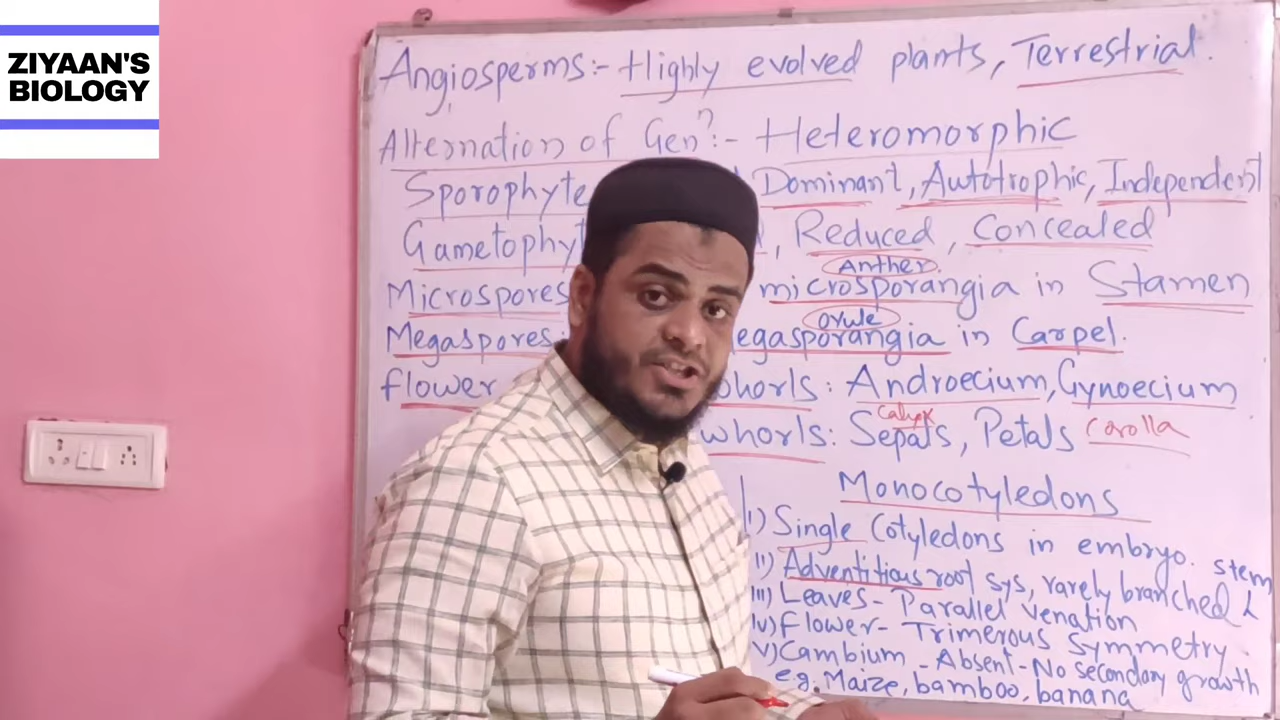 ZIYAAN'S
BIOLOGY
Angiosperms:- Highly evolved plants, Terrestrial.
Alternation of Genⁿ:- Heteromorphic
Sporophyte Dominant, Autotrophic, Independent
Gametophyt , Reduced, Concealed
Anther
Microspores microsporangia in Stamen
ovule
Megaspores: egasporangia in Carpel.
flower whorls: Androecium, Gynoecium
calyx
whorls: Sepals, Petals corolla
Monocotyledons
i) Single Cotyledons in embryo.
stem
ii) Adventitious root sys, rarely branched
iii) Leaves- Parallel venation
iv) Flower- Trimerous Symmetry.
v) Cambium - Absent - No secondary growth
e.g. Maize, bamboo, banana